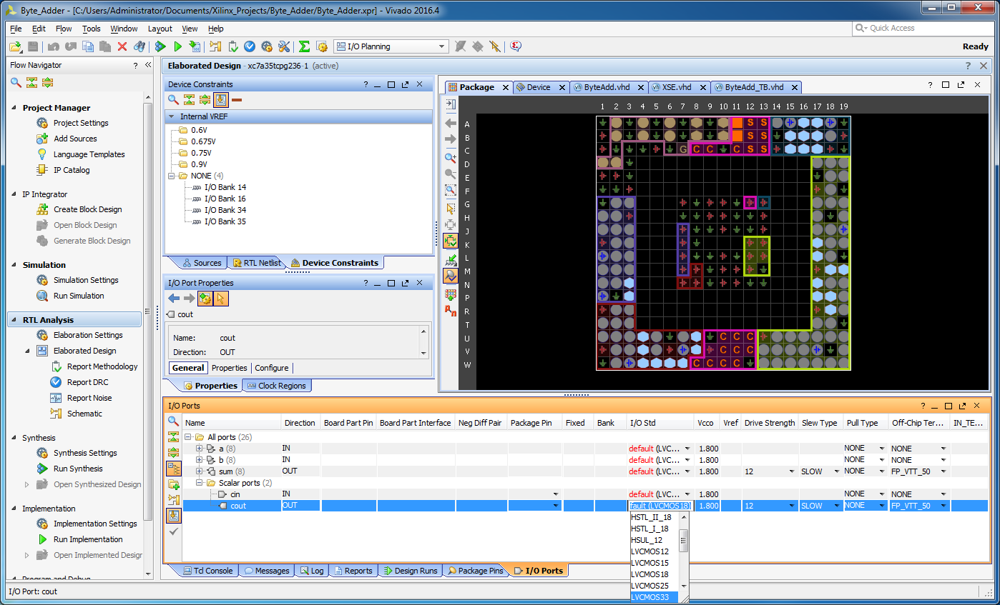 Byte_Adder - [C:/Users/Administrator/Documents/Xilinx_Projects/Byte_Adder/Byte_Adder.xpr] - Vivado 2016.4
File Edit Flow Tools Window Layout View Help
Quick Access
I/O Planning
Ready
Flow Navigator
Project Manager
Project Settings
Add Sources
Language Templates
IP Catalog
IP Integrator
Create Block Design
Open Block Design
Generate Block Design
Simulation
Simulation Settings
Run Simulation
RTL Analysis
Elaboration Settings
Elaborated Design
Report Methodology
Report DRC
Report Noise
Schematic
Synthesis
Synthesis Settings
Run Synthesis
Open Synthesized Design
Implementation
Implementation Settings
Run Implementation
Open Implemented Design
Program and Debug
Elaborated Design - xc7a35tcpg236-1 (active)
Device Constraints
Internal VREF
0.6V
0.675V
0.75V
0.9V
NONE (4)
I/O Bank 14
I/O Bank 16
I/O Bank 34
I/O Bank 35
Sources RTL Netlist Device Constraints
I/O Port Properties
cout
Name: cout
Direction: OUT
General Properties Configure
Properties Clock Regions
Package Device ByteAdd.vhd XSE.vhd ByteAdd_TB.vhd
1 2 3 4 5 6 7 8 9 10 11 12 13 14 15 16 17 18 19
A S S
B S S
C G C C C S S
D
E
F
G
H
J
K
L
M
N
P
R
T
U C C C
V C C C
W C C C C
I/O Ports
Name Direction Board Part Pin Board Part Interface Neg Diff Pair Package Pin Fixed Bank I/O Std Vcco Vref Drive Strength Slew Type Pull Type Off-Chip Ter... IN_TE...
All ports (26)
a (8) IN default (LVC... 1.800 NONE NONE
b (8) IN default (LVC... 1.800 NONE NONE
sum (8) OUT default (LVC... 1.800 12 SLOW NONE FP_VTT_50
Scalar ports (2)
cin IN default (LVC... 1.800 NONE NONE
cout OUT fault (LVCMOS18) 1.800 12 SLOW NONE FP_VTT_50
HSTL_II_18
HSTL_I_18
HSUL_12
LVCMOS12
LVCMOS15
LVCMOS18
LVCMOS25
LVCMOS33
Tcl Console Messages Log Reports Design Runs Package Pins I/O Ports
I/O Port: cout